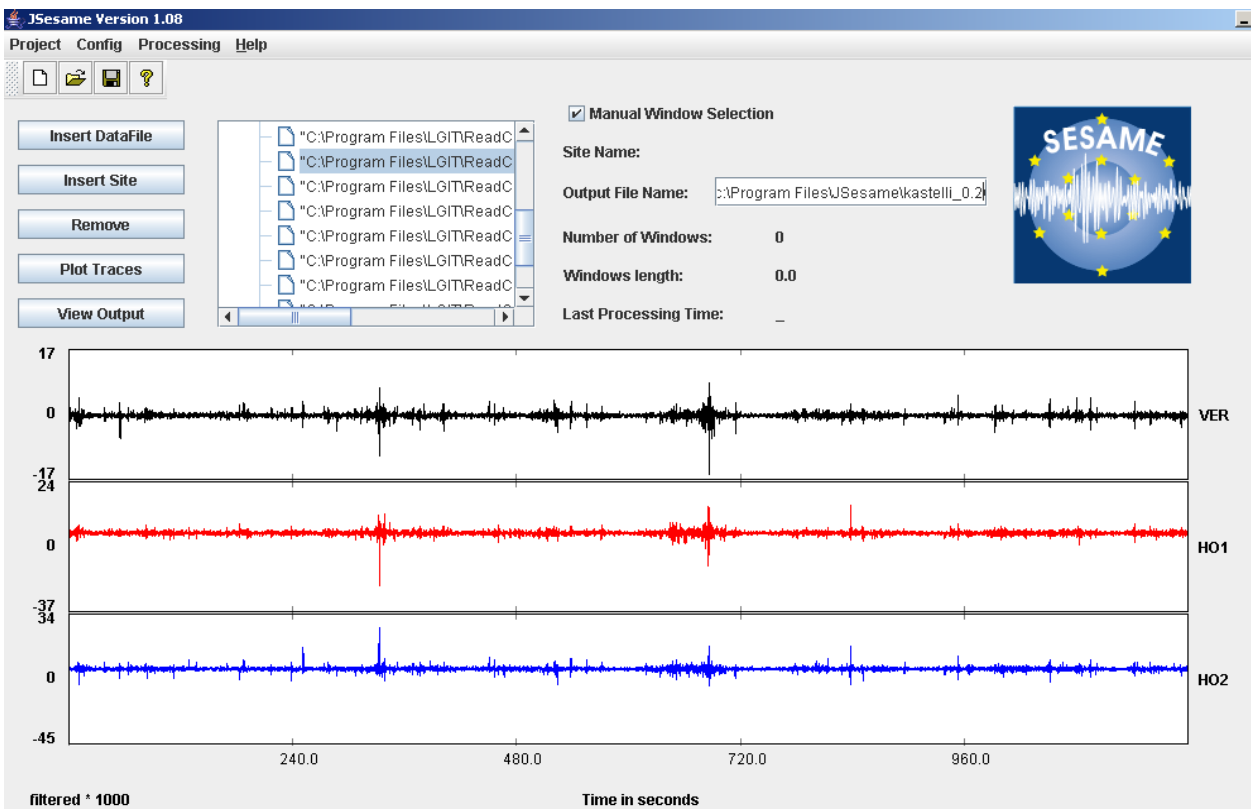 JSesame Version 1.08
Project Config Processing Help
Insert DataFile
Insert Site
Remove
Plot Traces
View Output
"C:\Program Files\LGIT\ReadC
"C:\Program Files\LGIT\ReadC
"C:\Program Files\LGIT\ReadC
"C:\Program Files\LGIT\ReadC
"C:\Program Files\LGIT\ReadC
"C:\Program Files\LGIT\ReadC
"C:\Program Files\LGIT\ReadC
Manual Window Selection
Site Name:
Output File Name: :\Program Files\JSesame\kastelli_0.2
Number of Windows: 0
Windows length: 0.0
Last Processing Time: _
SESAME
17
0 VER
-17
24
0 HO1
-37
34
0 HO2
-45
240.0 480.0 720.0 960.0
filtered * 1000 Time in seconds